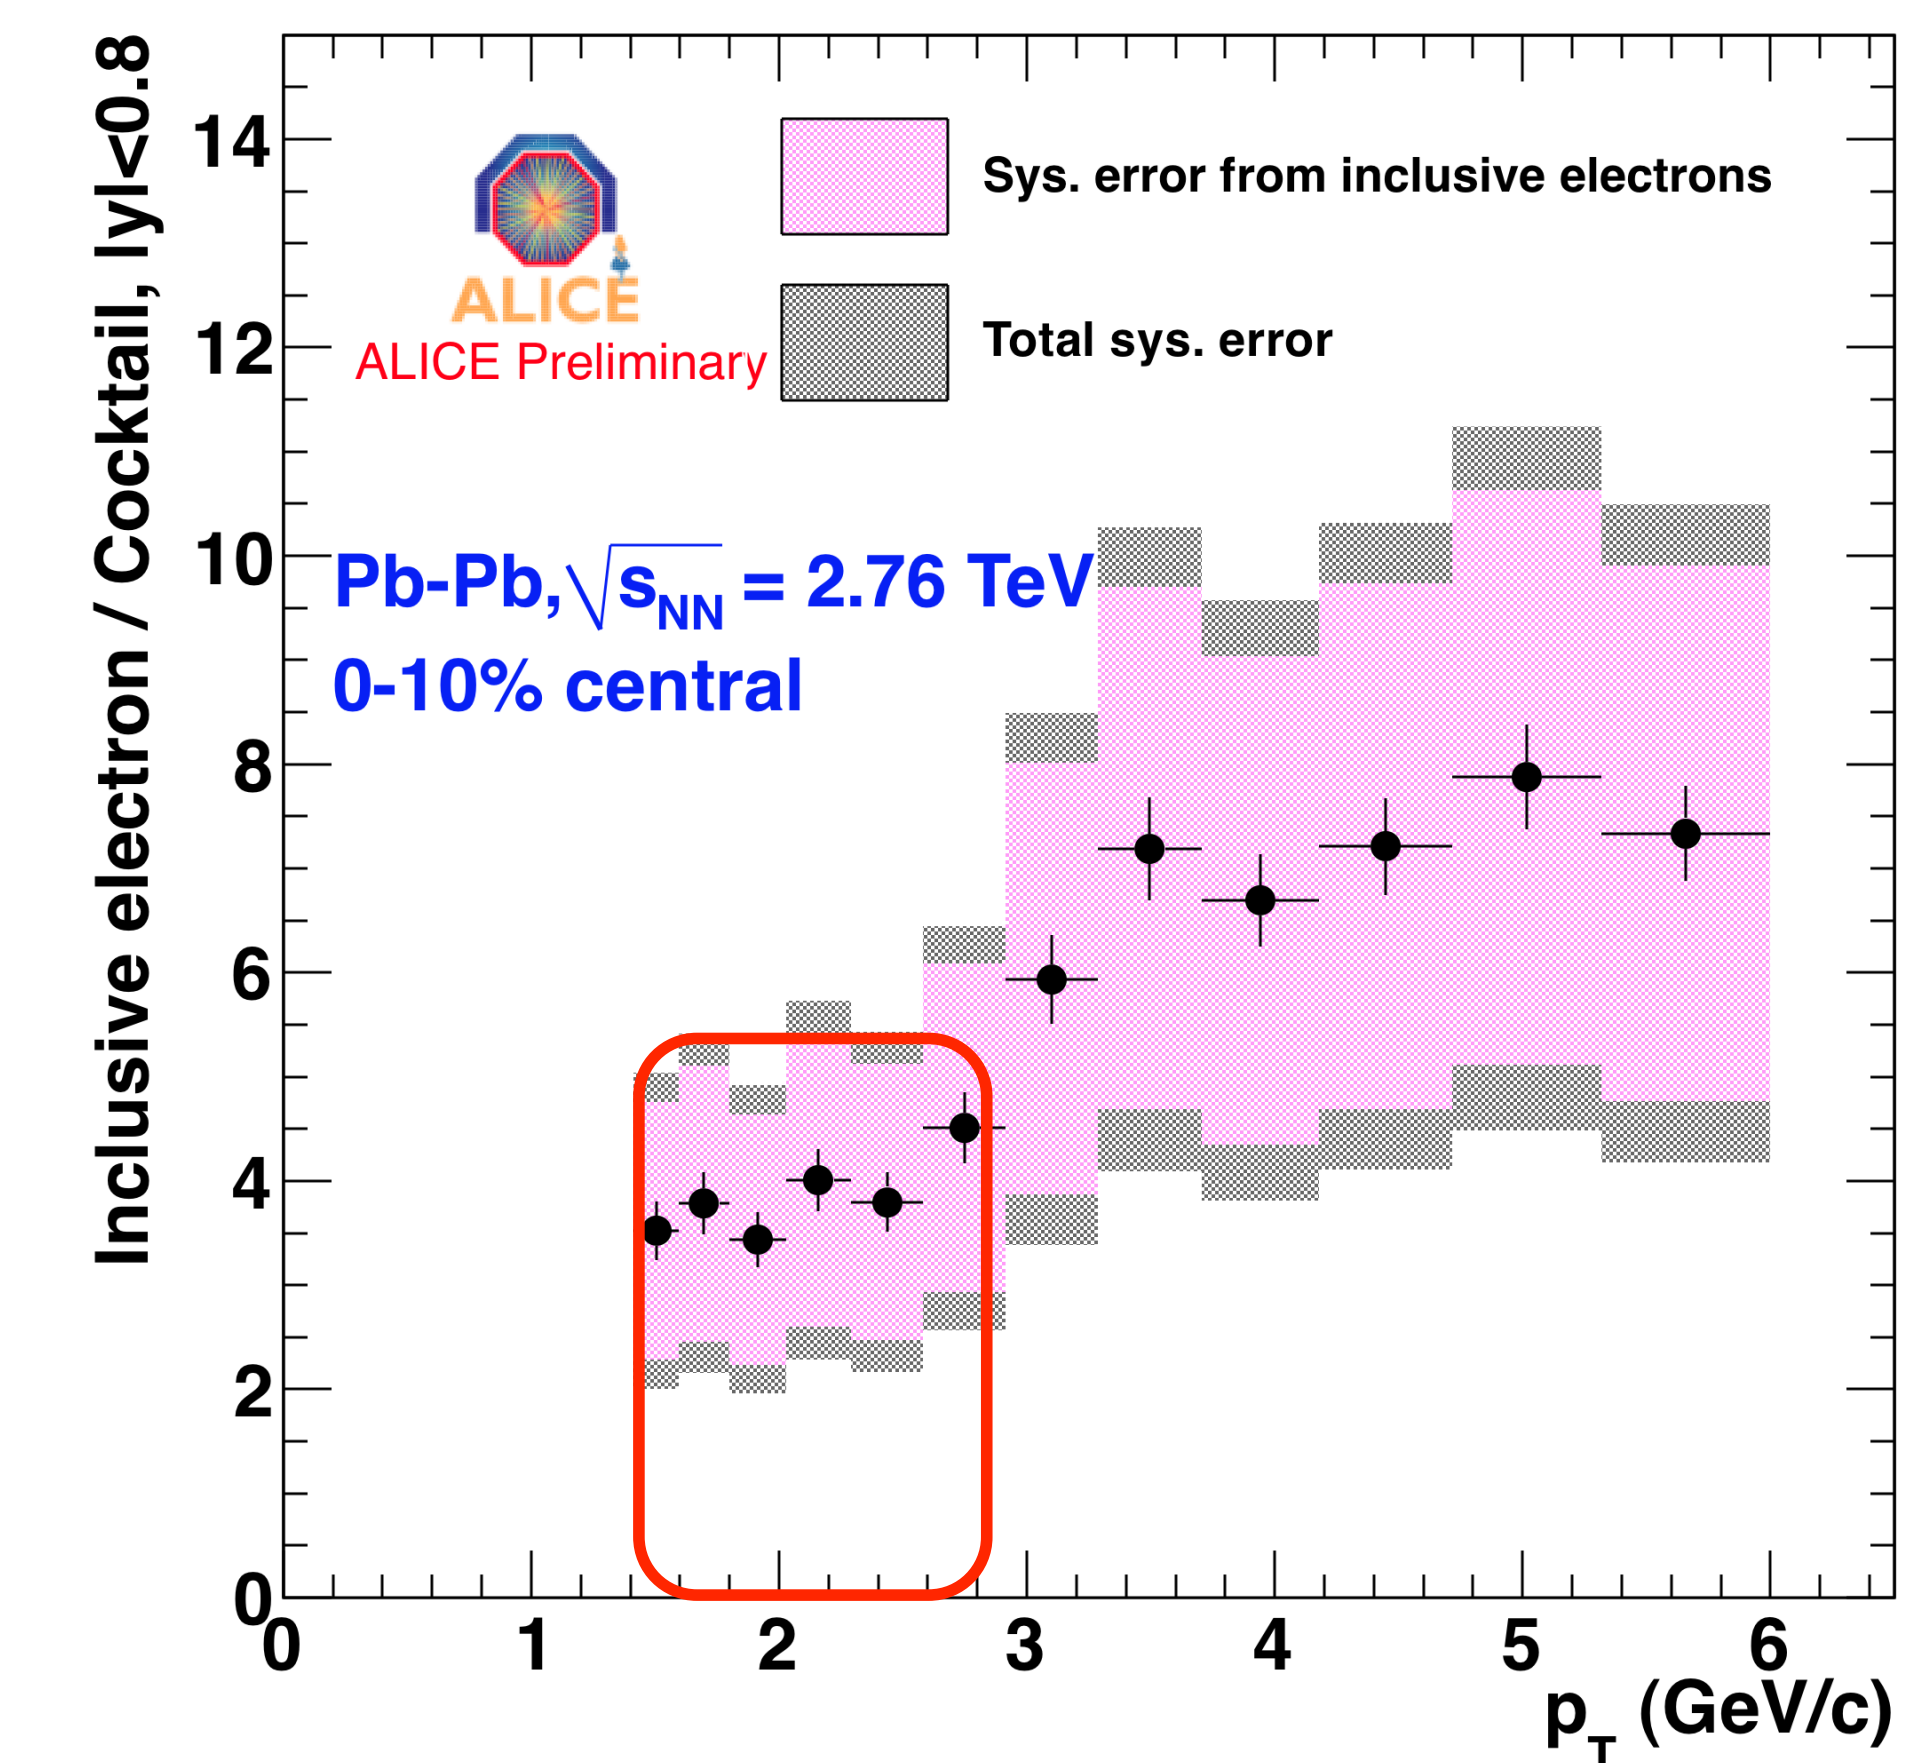 Inclusive electron / Cocktail, lyl<0.8
14
12
10
8
6
4
2
0
Sys. error from inclusive electrons
Total sys. error
ALICE
ALICE Preliminary
Pb-Pb, √sNN = 2.76 TeV
0-10% central
0 1 2 3 4 5 6
pT (GeV/c)